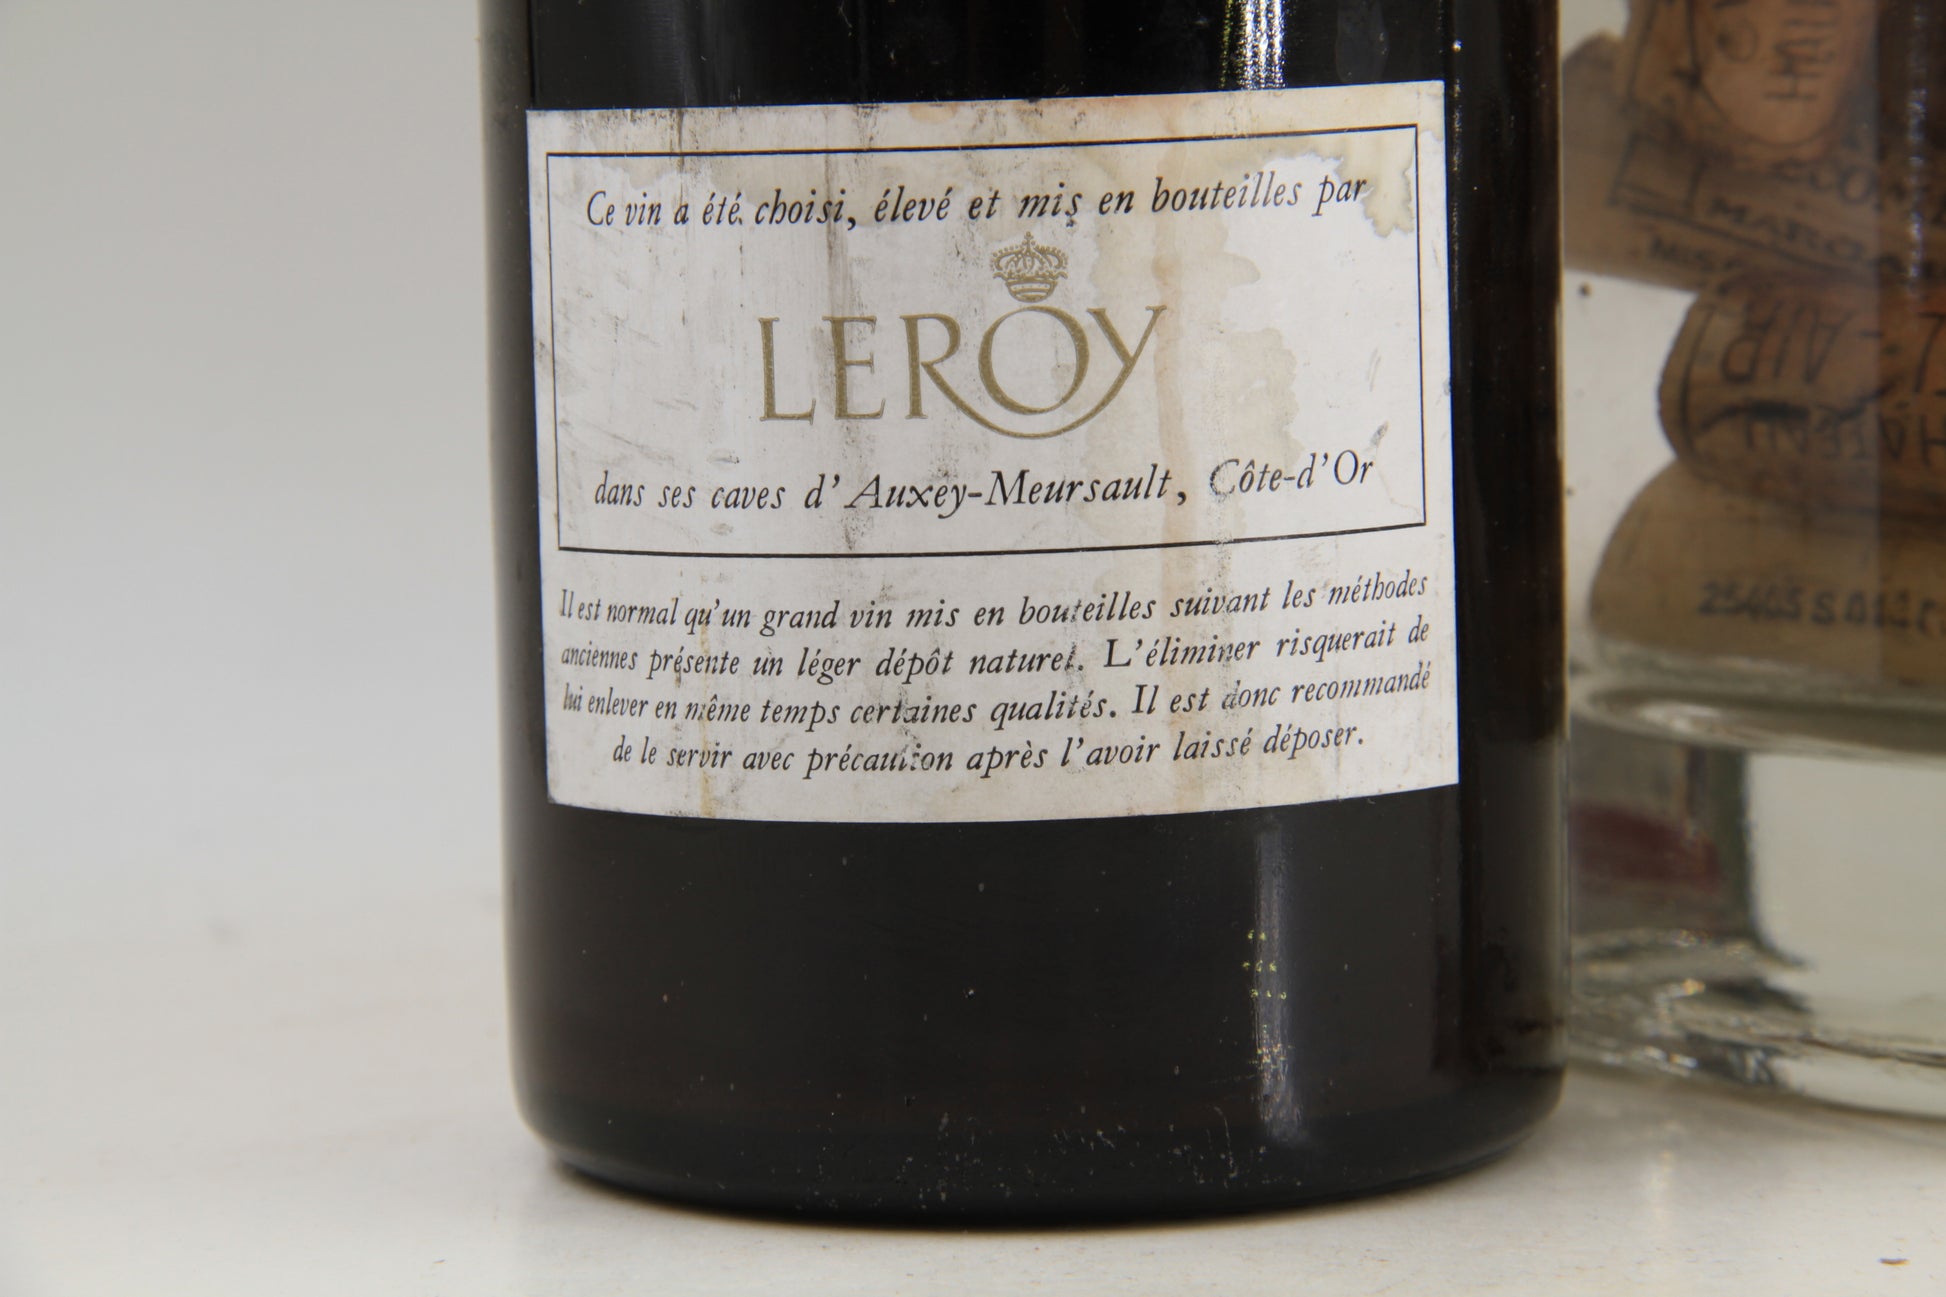 Ce vin a été choisi, élevé et mis en bouteilles par
LEROY
dans ses caves d'Auxey-Meursault, Côte-d'Or
Il est normal qu'un grand vin mis en bouteilles suivant les méthodes
anciennes présente un léger dépôt naturel. L'éliminer risquerait de
lui enlever en même temps certaines qualités. Il est donc recommandé
de le servir avec précaution après l'avoir laissé déposer.